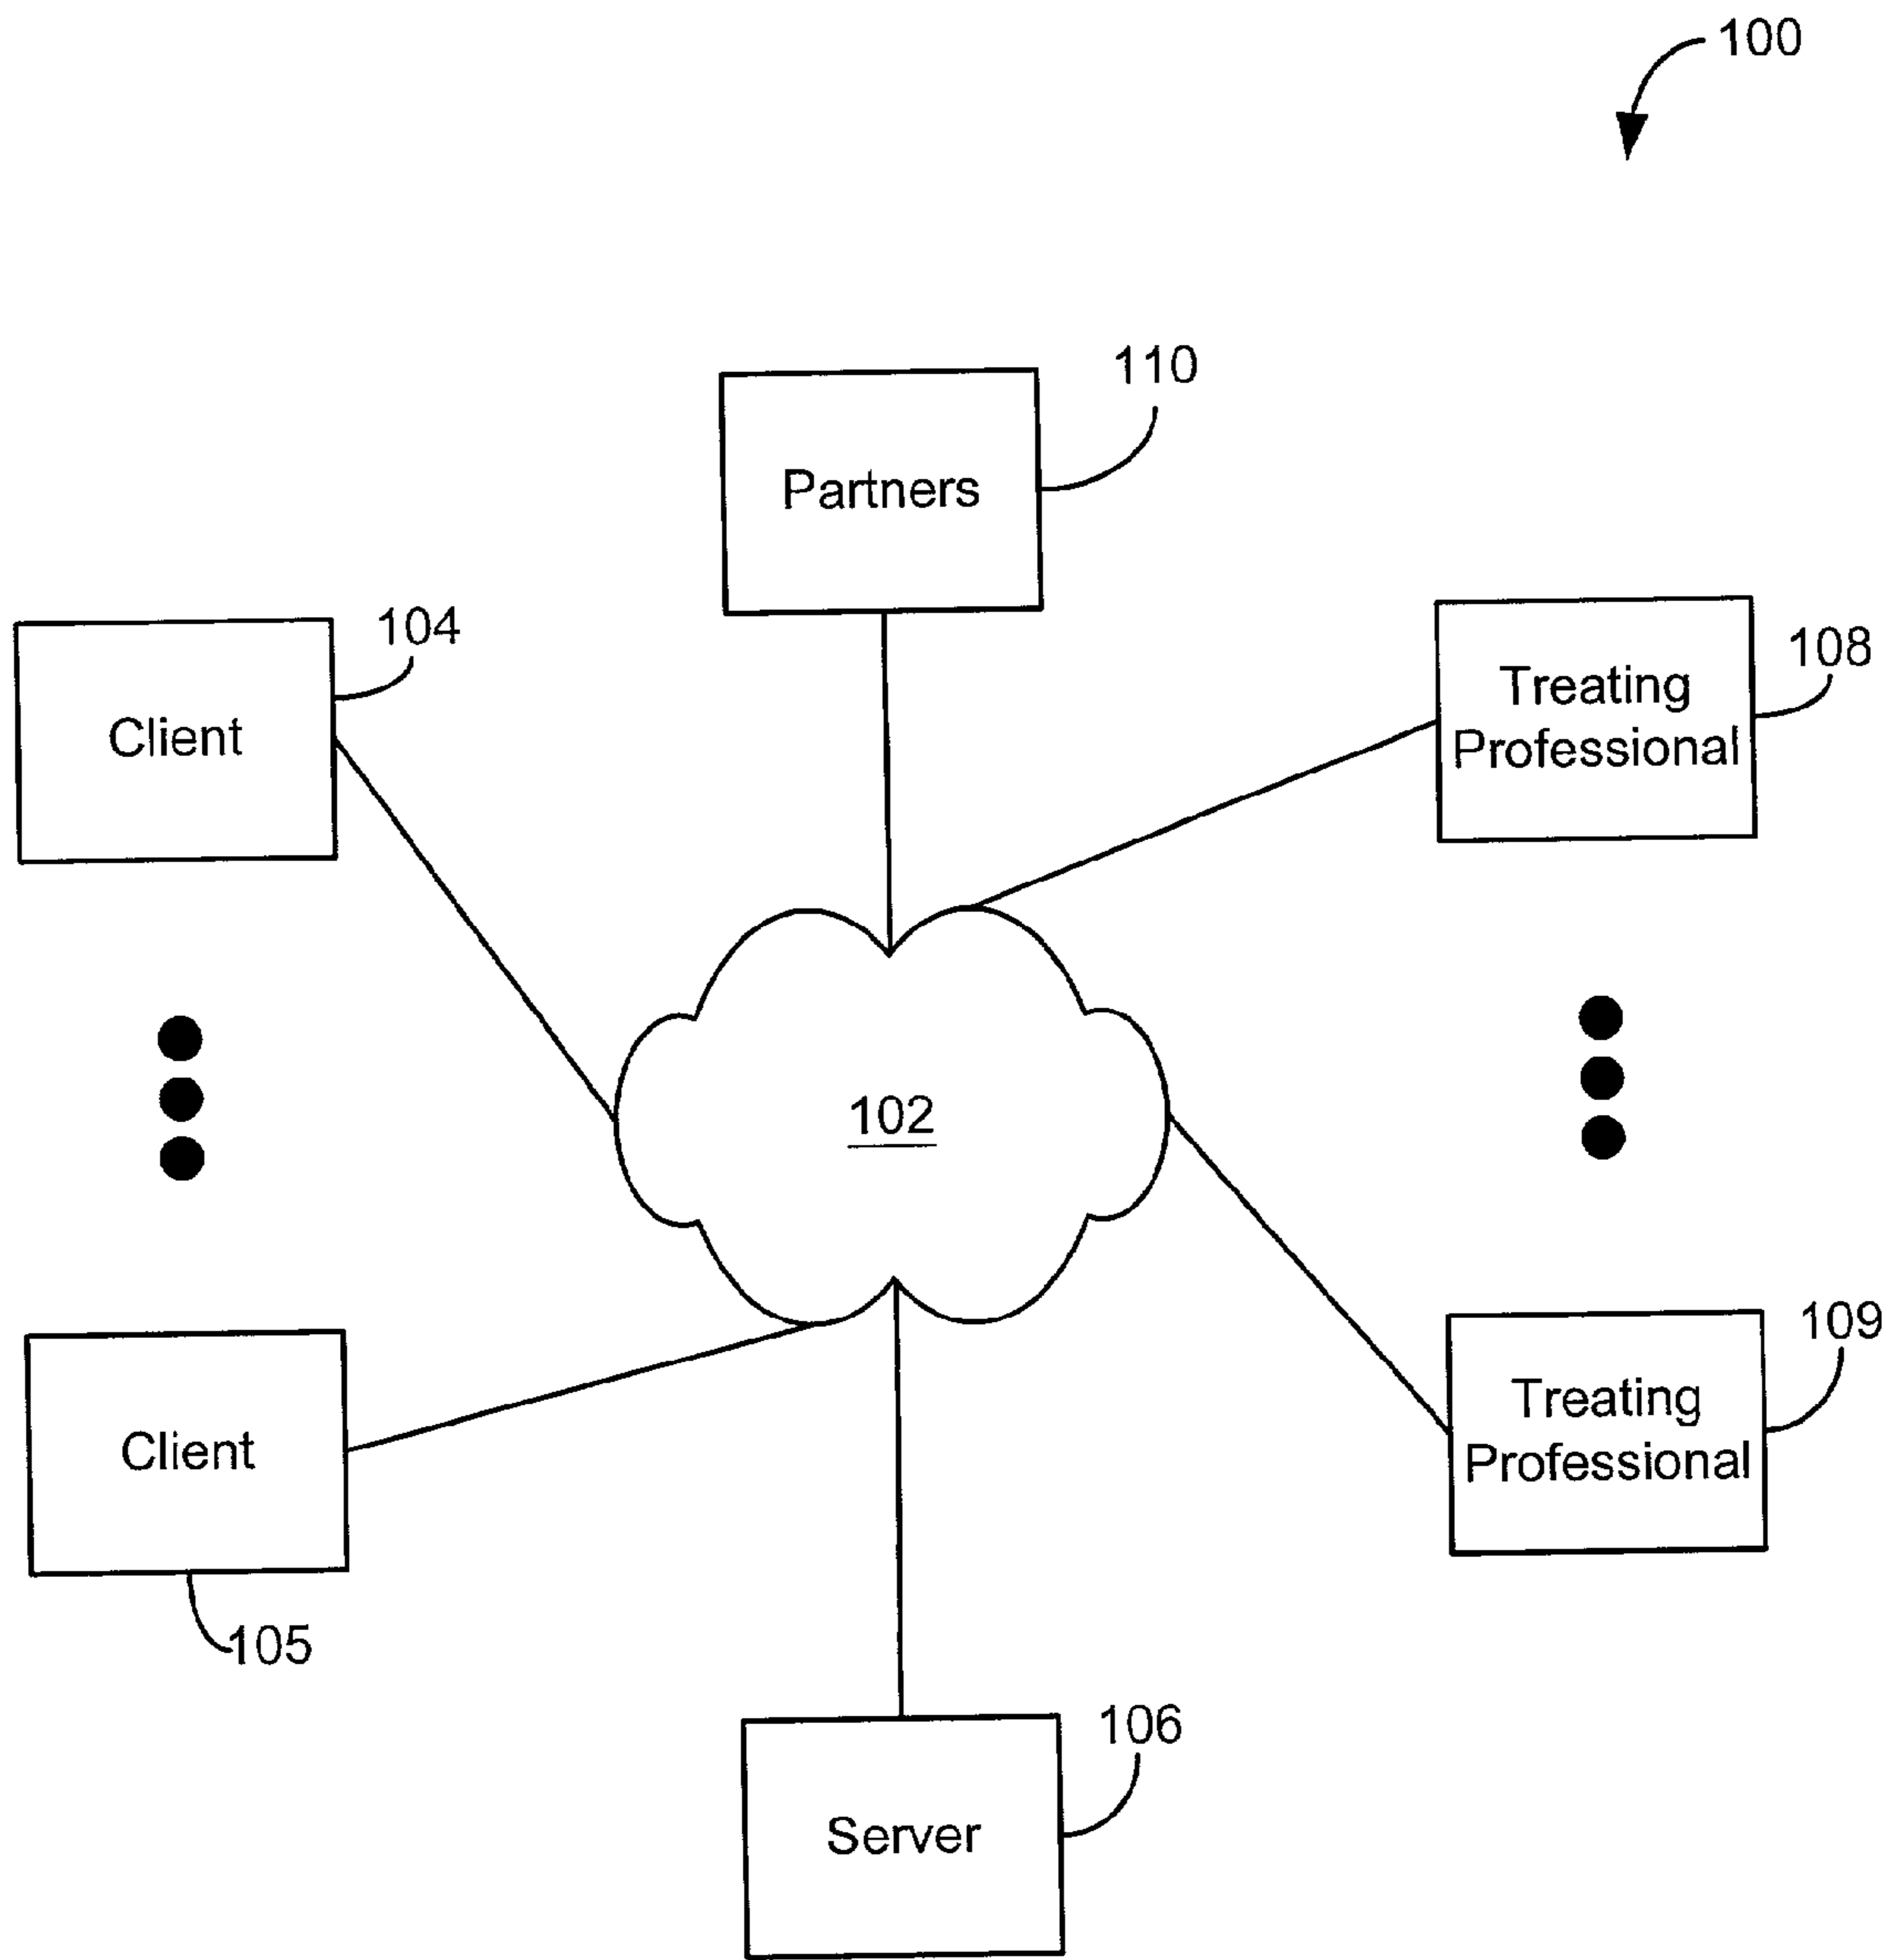 100
110
Partners
104
Client
108
Treating
Professional
102
109
Treating
Professional
Client
105
106
Server